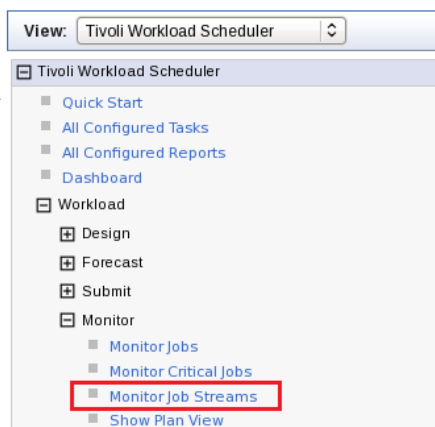 View: Tivoli Workload Scheduler
Tivoli Workload Scheduler
Quick Start
All Configured Tasks
All Configured Reports
Dashboard
Workload
Design
Forecast
Submit
Monitor
Monitor Jobs
Monitor Critical Jobs
Monitor Job Streams
Show Plan View